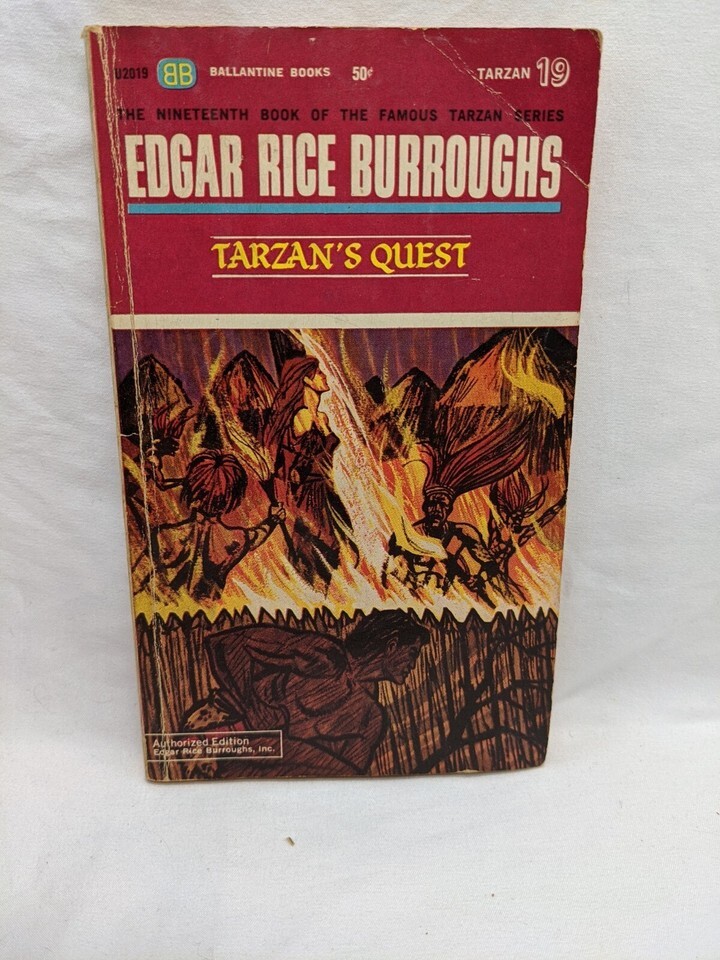 U2019 BB BALLANTINE BOOKS 50¢ TARZAN 19
THE NINETEENTH BOOK OF THE FAMOUS TARZAN SERIES
EDGAR RICE BURROUGHS
TARZAN'S QUEST
Authorized Edition
Edgar Rice Burroughs, Inc.